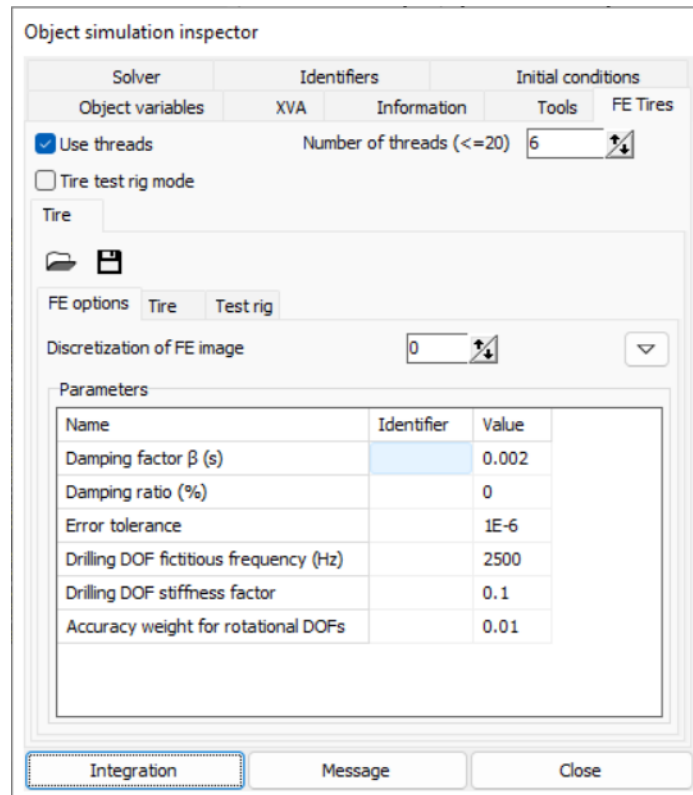 Object simulation inspector
Solver Identifiers Initial conditions
Object variables XVA Information Tools FE Tires
Use threads Number of threads (<=20) 6
Tire test rig mode
Tire
FE options Tire Test rig
Discretization of FE image 0
Parameters
Name Identifier Value
Damping factor β (s) 0.002
Damping ratio (%) 0
Error tolerance 1E-6
Drilling DOF fictitious frequency (Hz) 2500
Drilling DOF stiffness factor 0.1
Accuracy weight for rotational DOFs 0.01
Integration Message Close